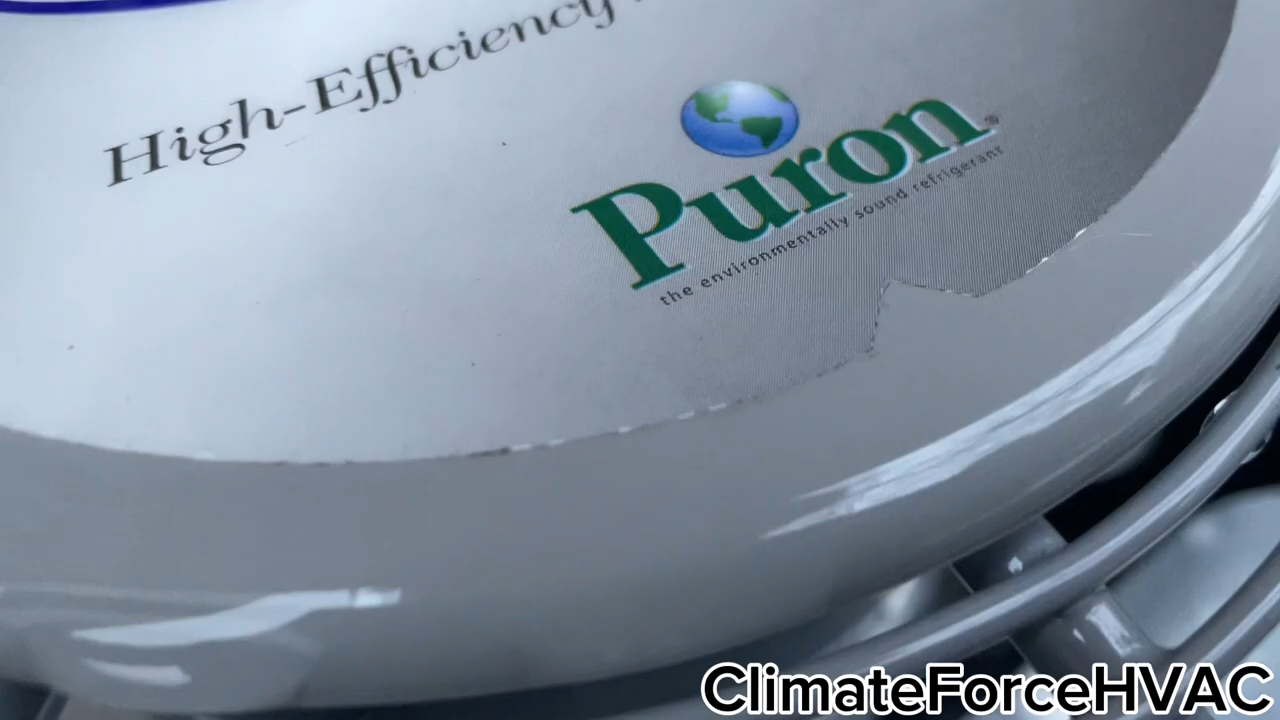 High-Efficiency
Puron®
the environmentally sound refrigerant
ClimateForceHVAC